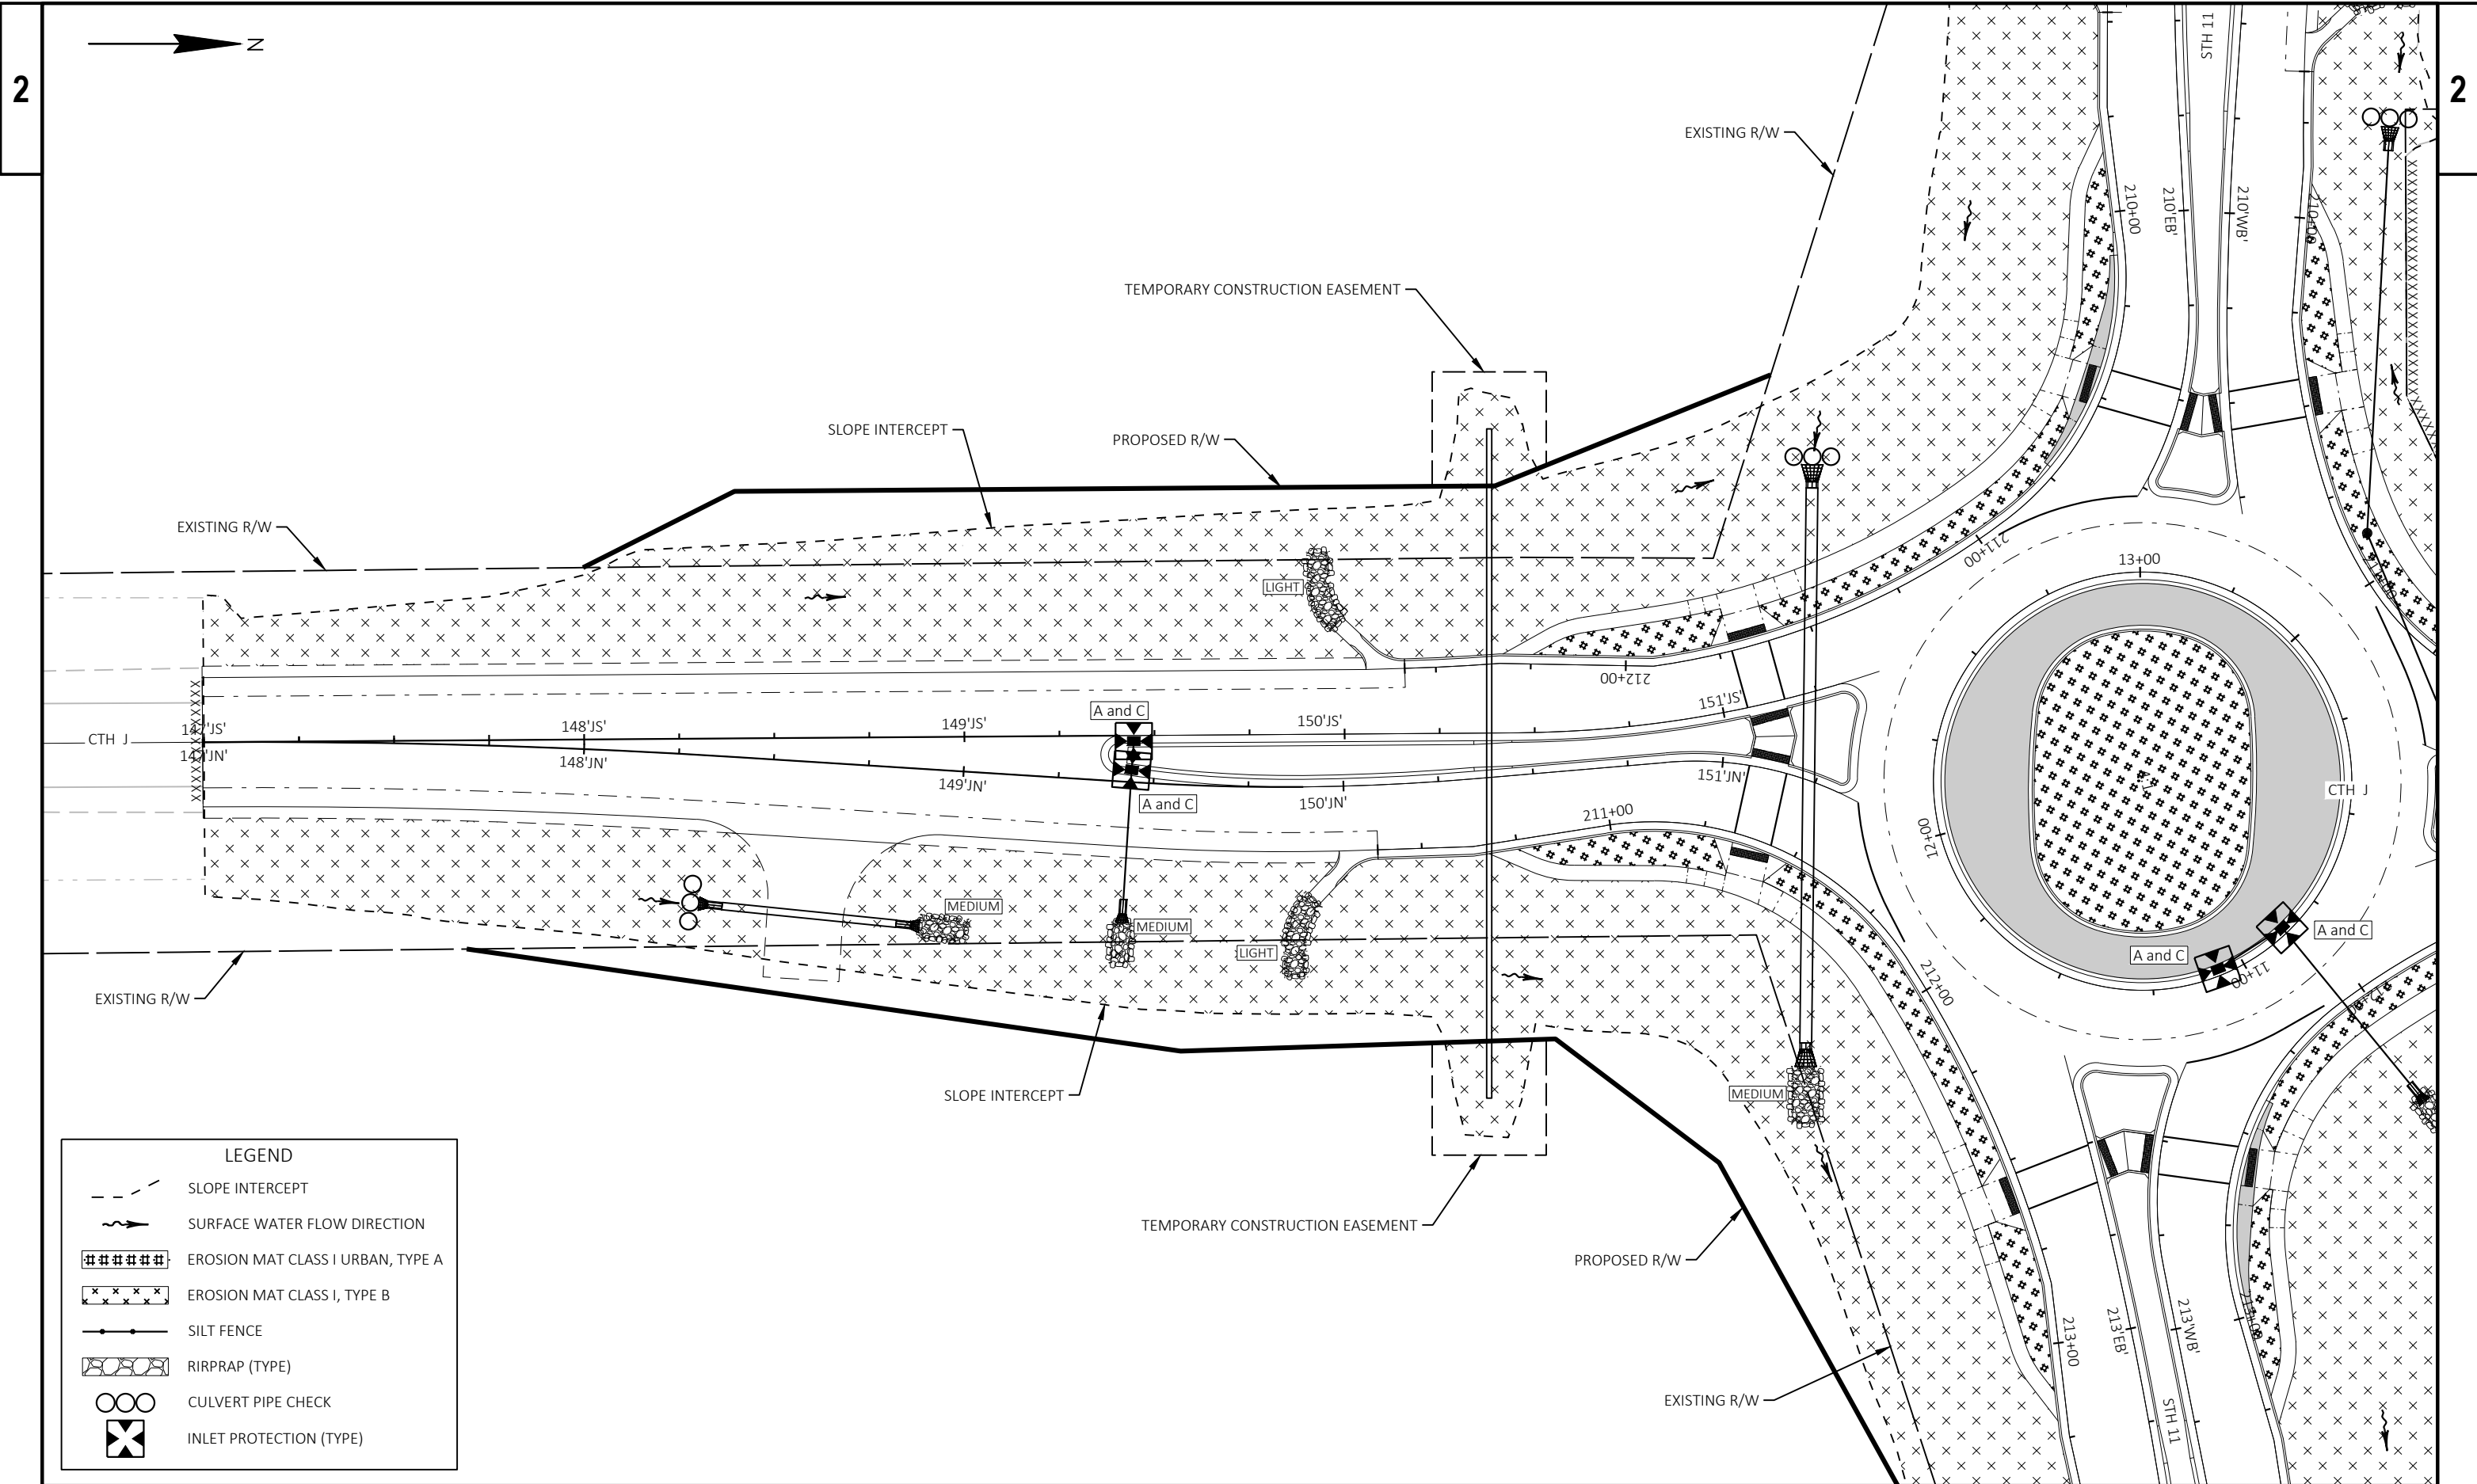 2
2
N
STH 11
EXISTING R/W
210+00
210'EB'
210'WB'
210+00
TEMPORARY CONSTRUCTION EASEMENT
SLOPE INTERCEPT
PROPOSED R/W
EXISTING R/W
211+00
13+00
LIGHT
212+00
A and C
151'JS'
148'JS'
149'JS'
150'JS'
CTH J
148'JN'
149'JN'
150'JN'
151'JN'
A and C
211+00
CTH J
12+00
MEDIUM
MEDIUM
LIGHT
A and C
A and C
11+00
212+00
EXISTING R/W
SLOPE INTERCEPT
MEDIUM
TEMPORARY CONSTRUCTION EASEMENT
PROPOSED R/W
213+00
213'EB'
213'WB'
EXISTING R/W
STH 11
LEGEND
SLOPE INTERCEPT
SURFACE WATER FLOW DIRECTION
EROSION MAT CLASS I URBAN, TYPE A
EROSION MAT CLASS I, TYPE B
SILT FENCE
RIRPRAP (TYPE)
CULVERT PIPE CHECK
INLET PROTECTION (TYPE)